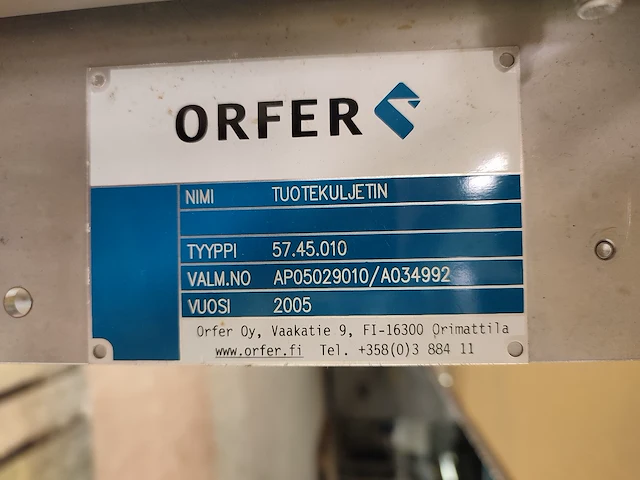 ORFER
NIMI TUOTEKULJETIN
TYYPPI 57.45.010
VALM.NO AP05029010/A034992
VUOSI 2005
Orfer Oy, Vaakatie 9, FI-16300 Orimattila
www.orfer.fi Tel. +358(0)3 884 11